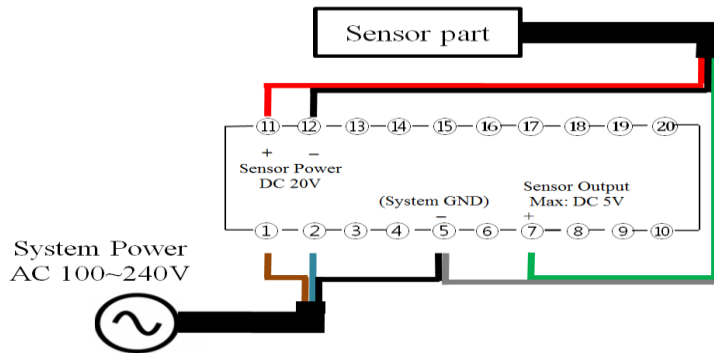 Sensor part
11 12 13 14 15 16 17 18 19 20
+ −
Sensor Power
DC 20V
(System GND)
−
Sensor Output
Max: DC 5V
+
1 2 3 4 5 6 7 8 9 10
System Power
AC 100~240V